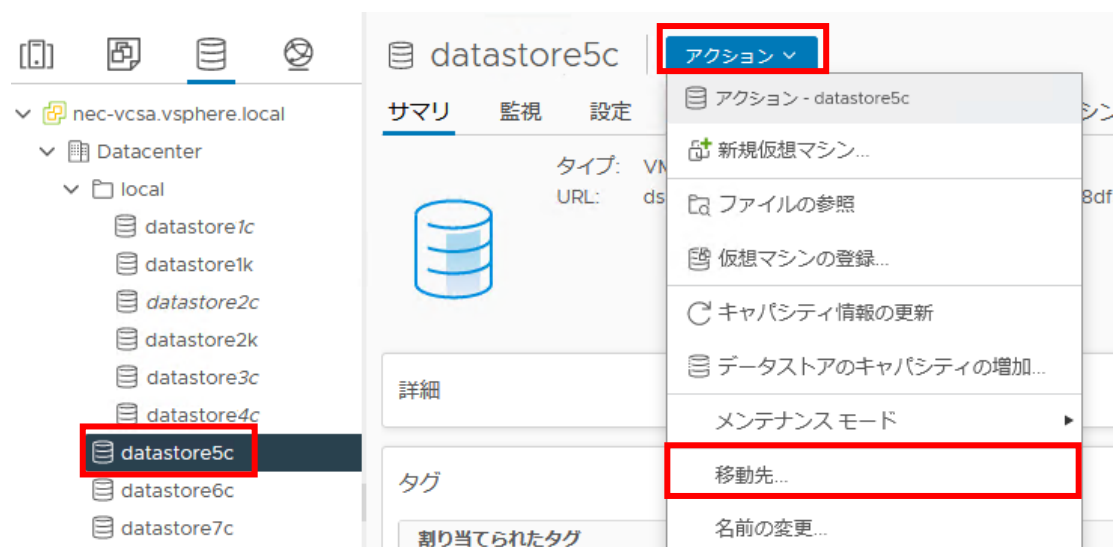 nec-vcsa.vsphere.local
Datacenter
local
datastore1c
datastore1k
datastore2c
datastore2k
datastore3c
datastore4c
datastore5c
datastore6c
datastore7c
datastore5c
アクション
サマリ 監視 設定
タイプ: VM
URL: ds
8df
詳細
タグ
割り当てられたタグ
アクション - datastore5c
新規仮想マシン...
ファイルの参照
仮想マシンの登録...
キャパシティ情報の更新
データストアのキャパシティの増加...
メンテナンス モード
移動先...
名前の変更...